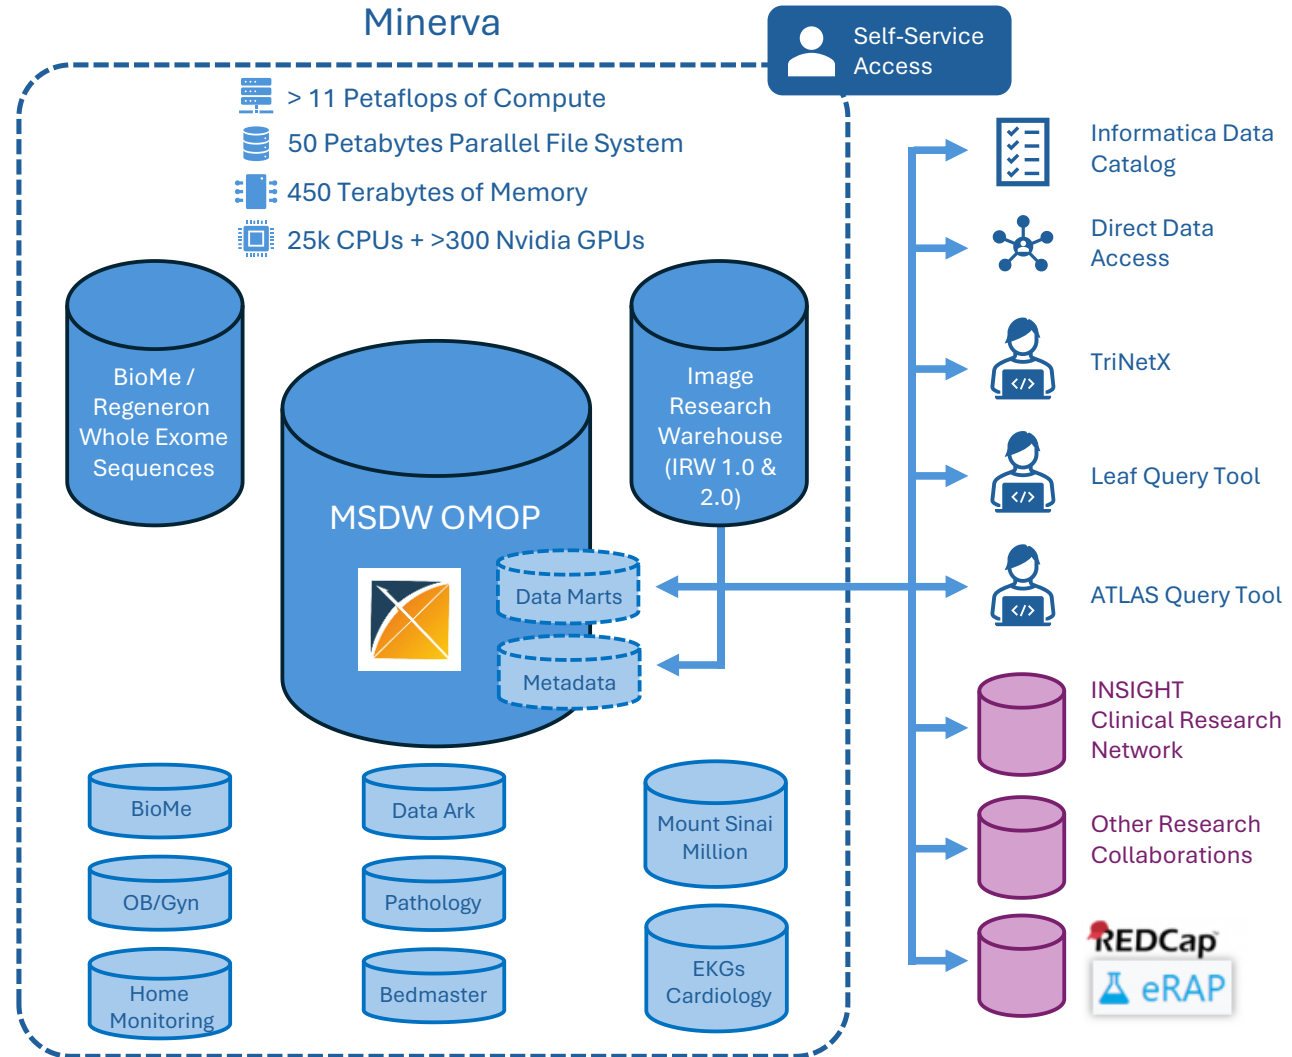 Minerva
Self-Service
Access
> 11 Petaflops of Compute
50 Petabytes Parallel File System
450 Terabytes of Memory
25k CPUs + >300 Nvidia GPUs
BioMe /
Regeneron
Whole Exome
Sequences
MSDW OMOP
Image
Research
Warehouse
(IRW 1.0 &
2.0)
Data Marts
Metadata
BioMe
OB/Gyn
Home
Monitoring
Data Ark
Pathology
Bedmaster
Mount Sinai
Million
EKGs
Cardiology
Informatica Data
Catalog
Direct Data
Access
</>
TriNetX
</>
Leaf Query Tool
</>
ATLAS Query Tool
INSIGHT
Clinical Research
Network
Other Research
Collaborations
REDCap
eRAP